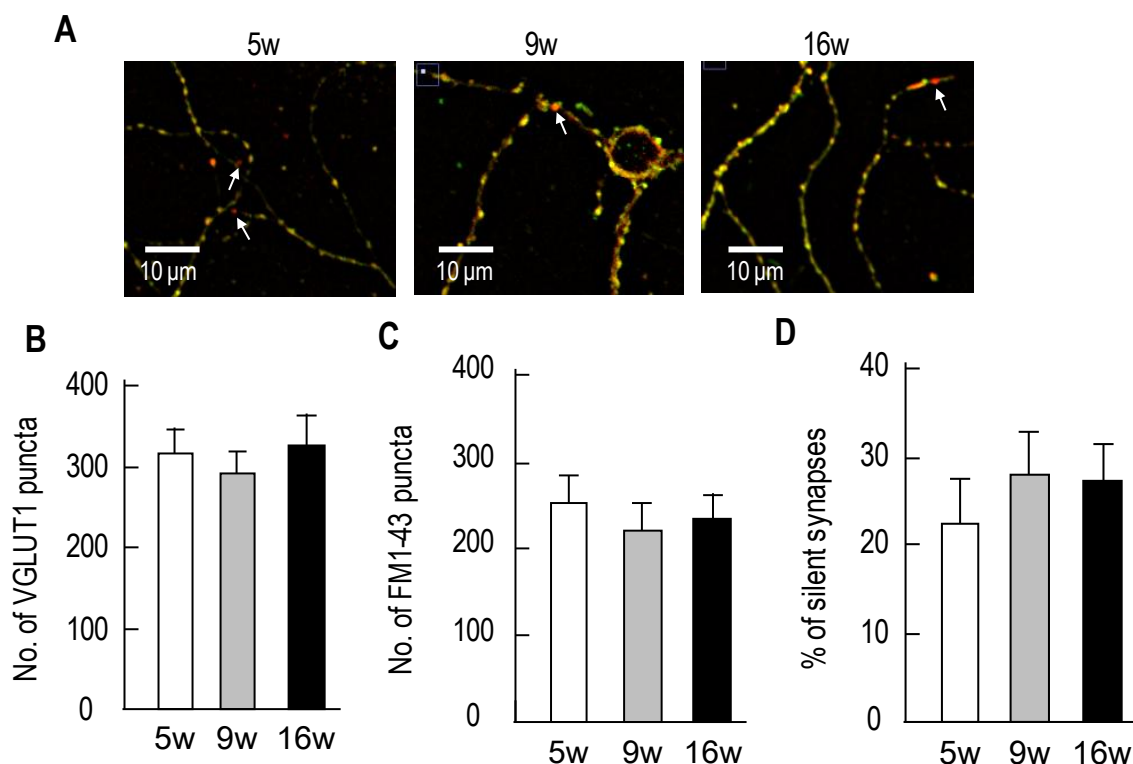 A
5w
9w
16w
10 µm
10 µm
10 µm
B
No. of VGLUT1 puncta
400
300
200
100
0
5w 9w 16w
C
No. of FM1-43 puncta
400
300
200
100
0
5w 9w 16w
D
% of silent synapses
40
30
20
10
0
5w 9w 16w